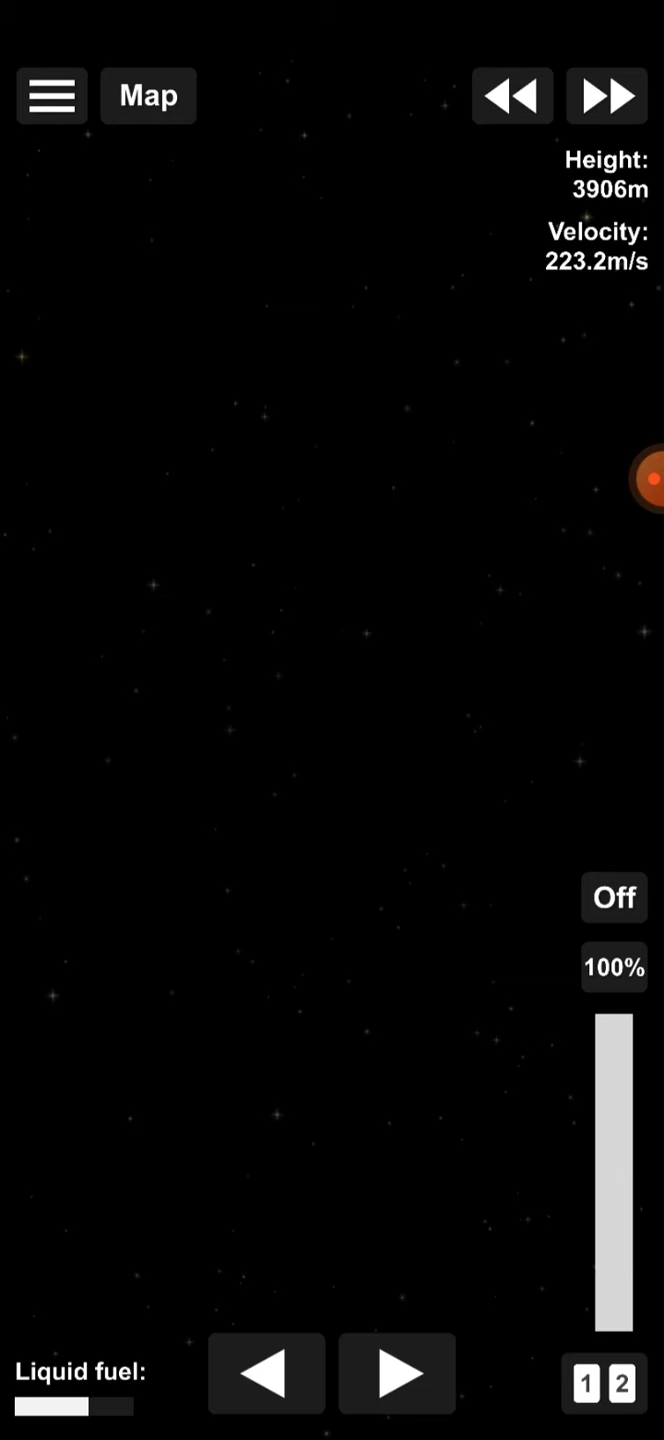 Map
Height:
3906m
Velocity:
223.2m/s
Off
100%
Liquid fuel:
1 2